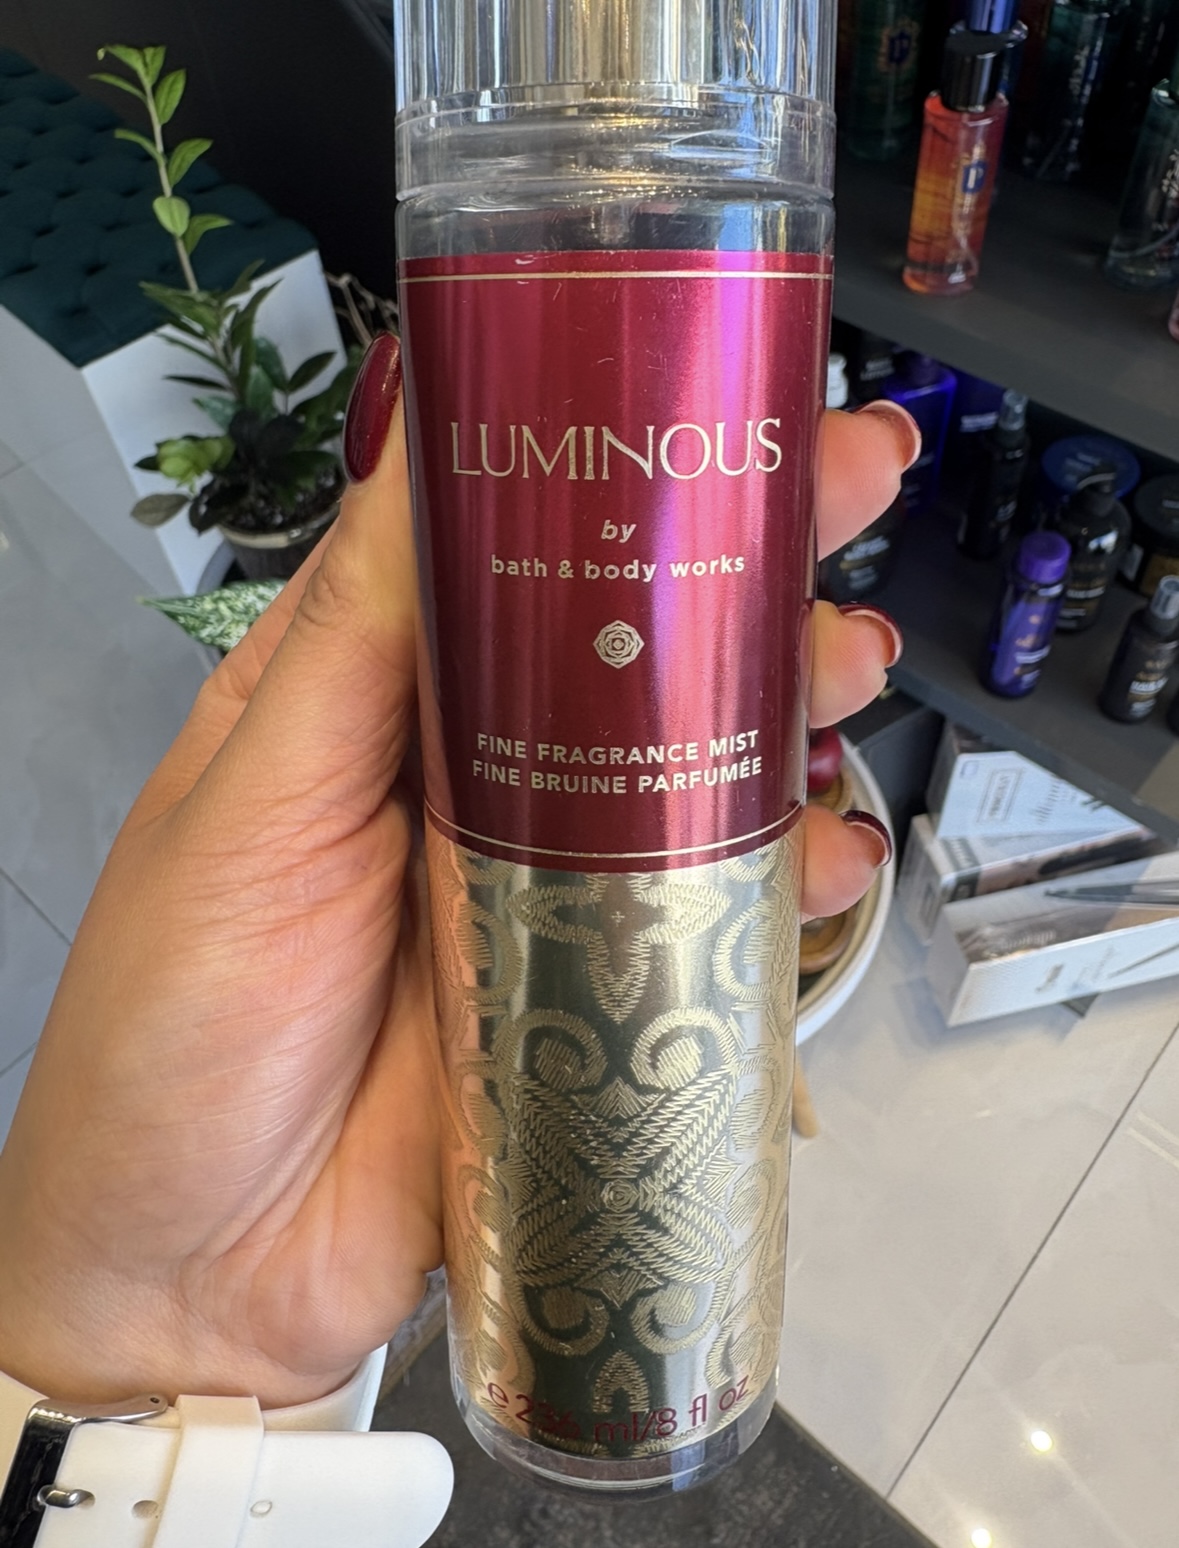 LUMINOUS
by
bath & body works
FINE FRAGRANCE MIST
FINE BRUINE PARFUMÉE
e 236 ml/8 fl oz